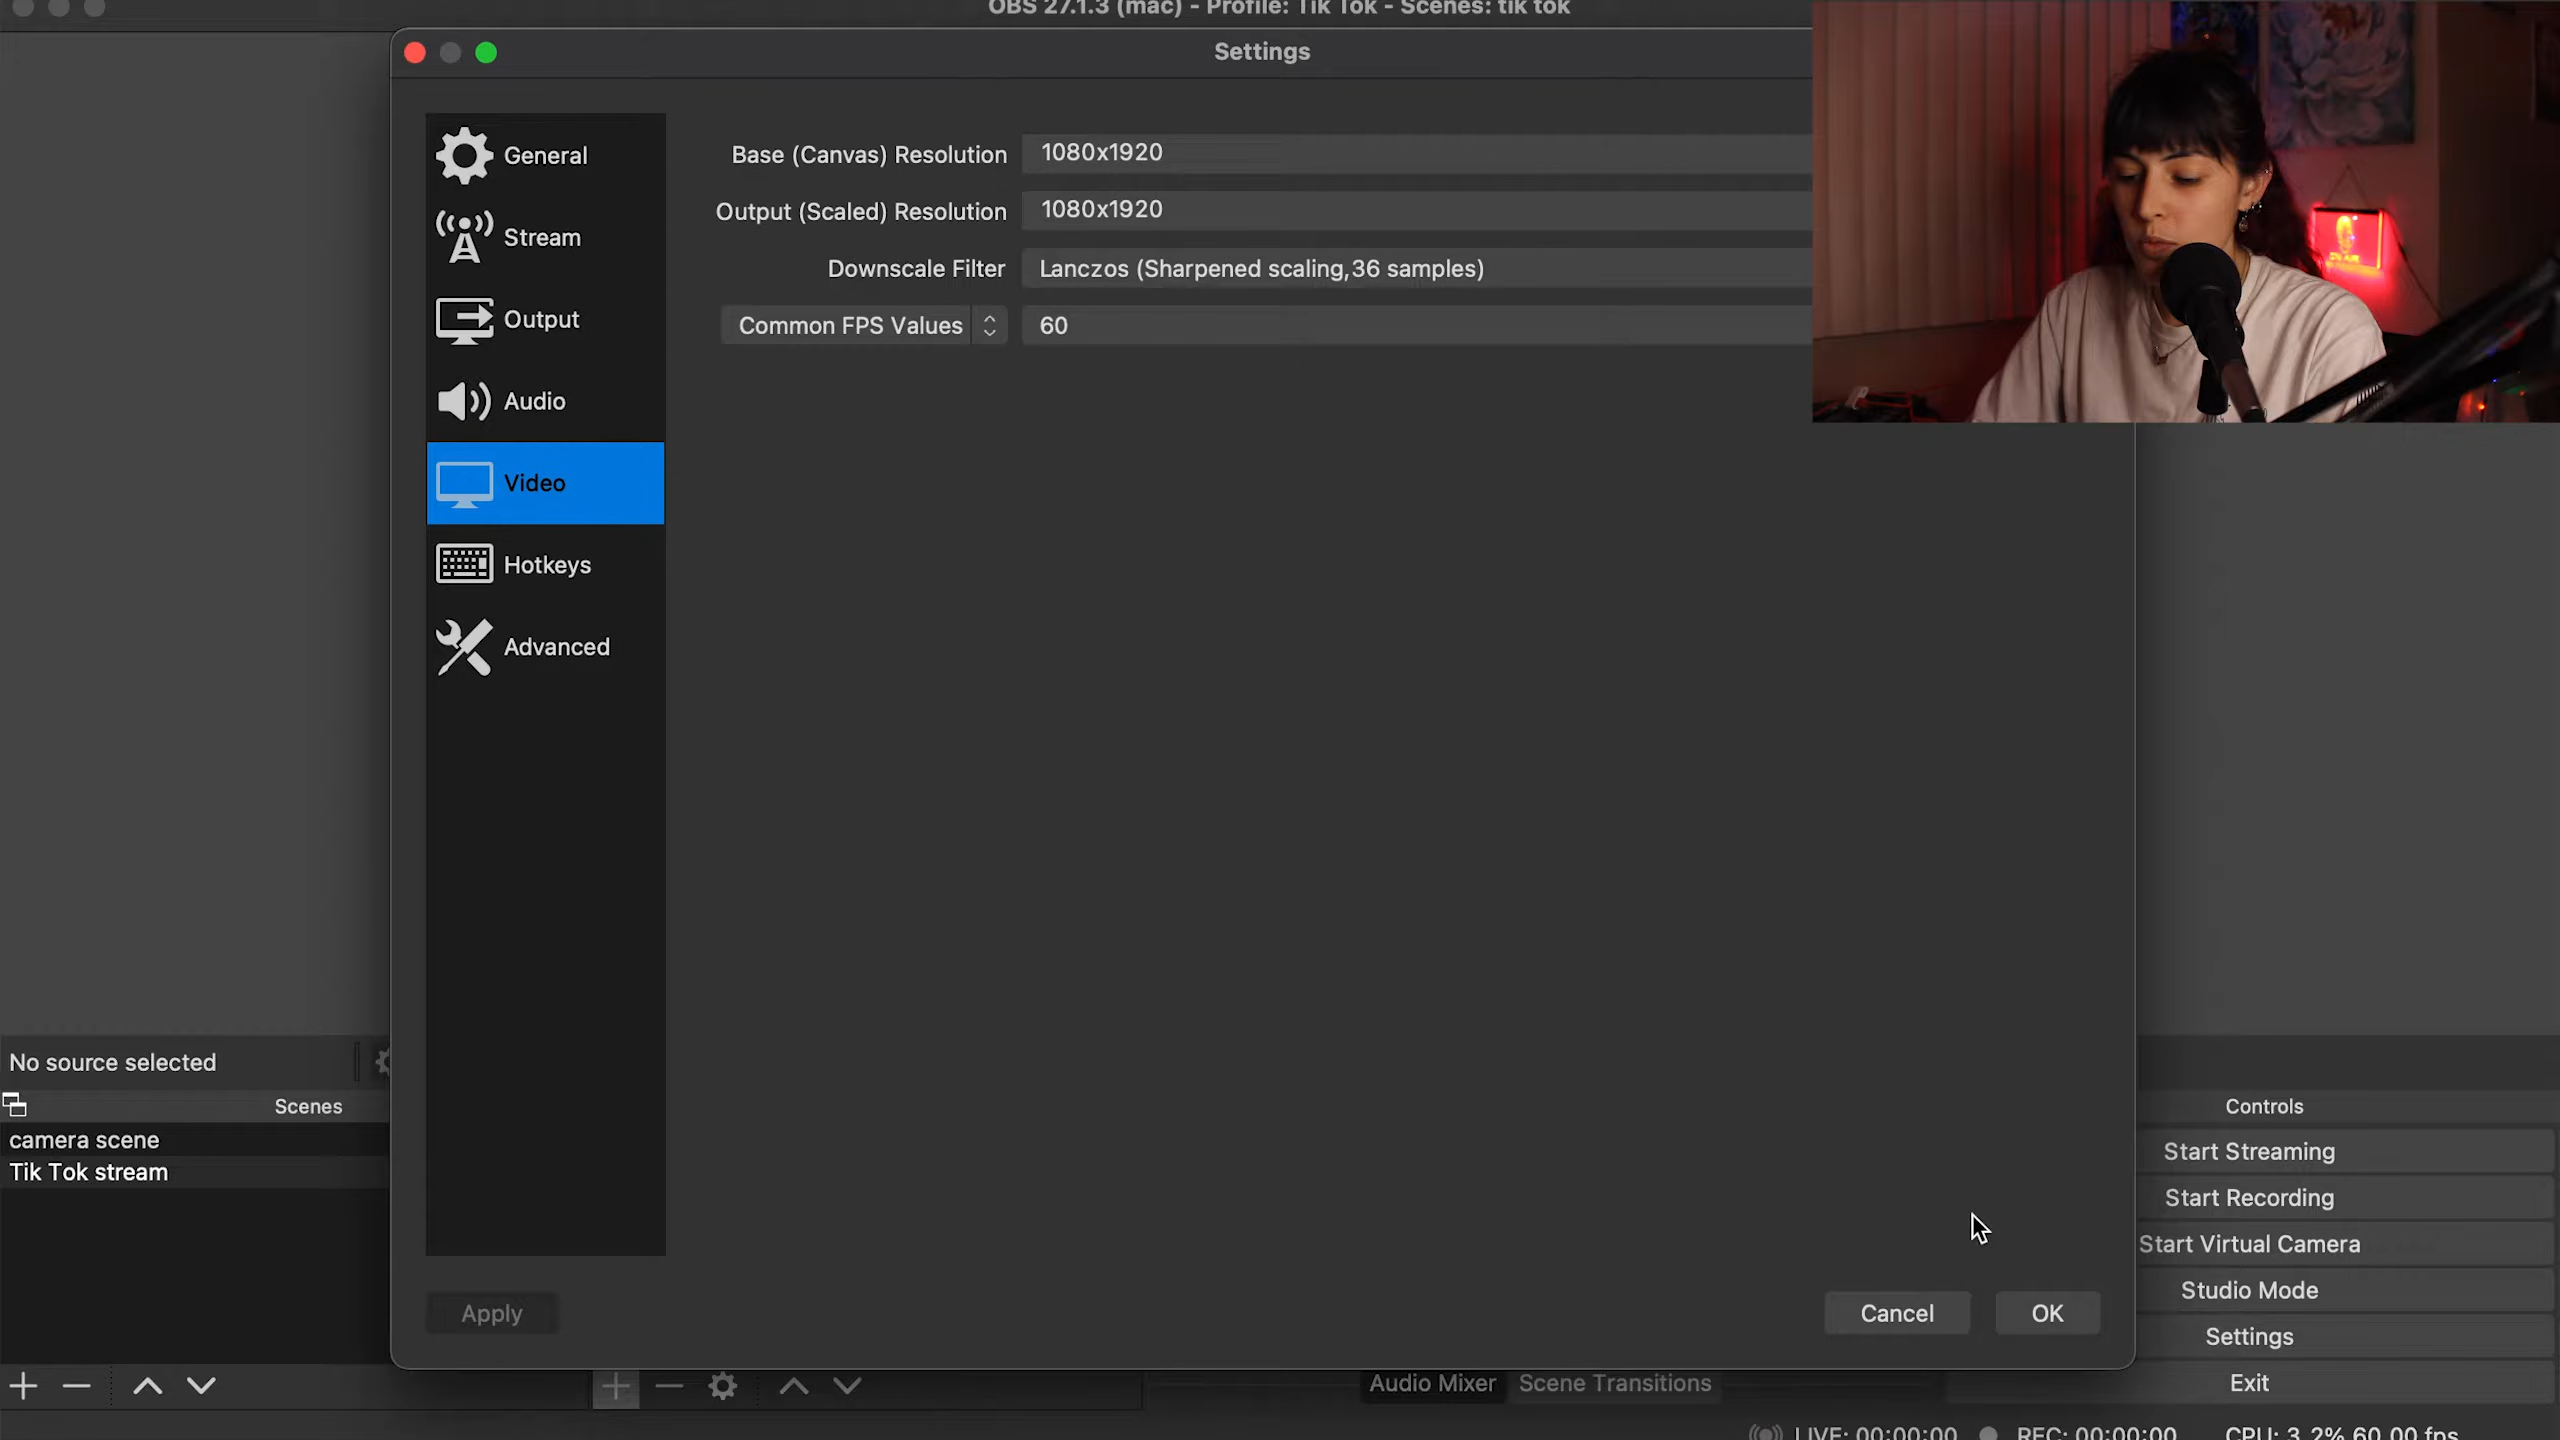 OBS 27.1.3 (mac) - Profile: Tik Tok - Scenes: tik tok
Settings
General
Stream
Output
Audio
Video
Hotkeys
Advanced
Base (Canvas) Resolution 1080x1920
Output (Scaled) Resolution 1080x1920
Downscale Filter Lanczos (Sharpened scaling,36 samples)
Common FPS Values 60
Apply
Cancel
OK
No source selected
Scenes
camera scene
Tik Tok stream
Audio Mixer
Scene Transitions
Controls
Start Streaming
Start Recording
Start Virtual Camera
Studio Mode
Settings
Exit
LIVE: 00:00:00
REC: 00:00:00
CPU: 3.2% 60.00 fps